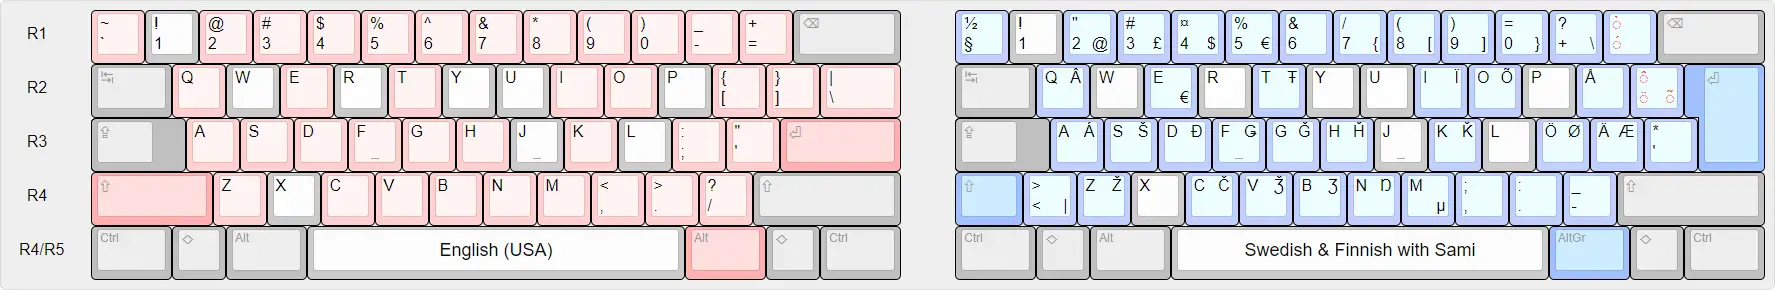 R1 ~ ` ! 1 @ 2 # 3 $ 4 % 5 ^ 6 & 7 * 8 ( 9 ) 0 _ - + = ⌫ ½ § ! 1 " 2 @ # 3 £ ¤ 4 $ % 5 € & 6 / 7 { ( 8 [ ) 9 ] = 0 } ? + \ ̀ ́ ⌫
R2 ↹ Q W E R T Y U I O P { [ } ] | \ ↹ Q Â W E € R T Ŧ Y U I Ï O Õ P Å ̂ ̈ ̃ ⏎
R3 ⇪ A S D F _ G H J _ K L : ; " ' ⏎ ⇪ A Á S Š D Đ F Ǥ _ G Ǧ H Ȟ J _ K Ǩ L Ö Ø Ä Æ * '
R4 ⇧ Z X C V B N M < , > . ? / ⇧ ⇧ > < | Z Ž X C Č V Ǯ B Ʒ N Ŋ M µ ; , : . _ - ⇧
R4/R5 Ctrl ◇ Alt English (USA) Alt ◇ Ctrl Ctrl ◇ Alt Swedish & Finnish with Sami AltGr ◇ Ctrl